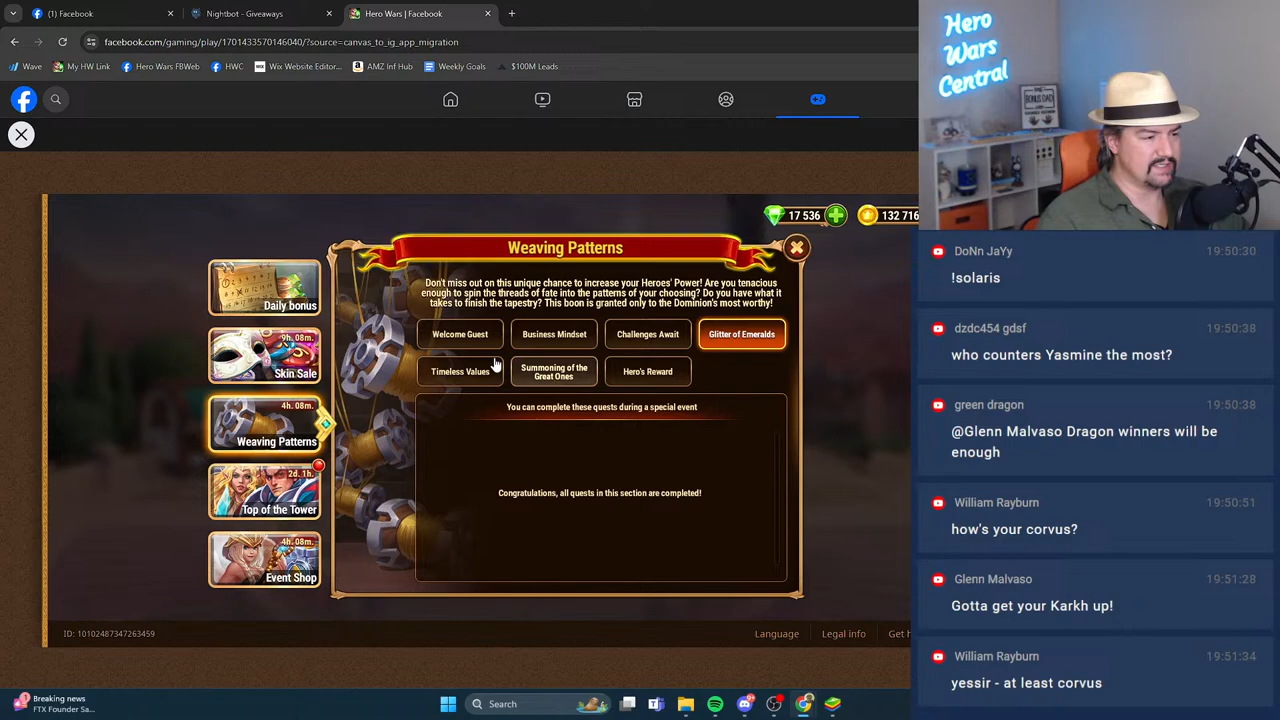 (1) Facebook
Nightbot - Giveaways
Hero Wars | Facebook
facebook.com/gaming/play/1701433570146040/?source=canvas_to_ig_app_migration
Wave
My HW Link
Hero Wars FBWeb
HWC
Wix Website Editor...
AMZ Inf Hub
Weekly Goals
$100M Leads
Hero
Wars
Central
BONUS DAD
17 536
132 716
Weaving Patterns
Don't miss out on this unique chance to increase your Heroes' Power! Are you tenacious
enough to spin the threads of fate into the patterns of your choosing? Do you have what it
takes to finish the tapestry? This boon is granted only to the Dominion's most worthy!
Daily bonus
9h. 08m.
Skin Sale
4h. 08m.
Weaving Patterns
2d. 1h.
Top of the Tower
4h. 08m.
Event Shop
Welcome Guest
Business Mindset
Challenges Await
Glitter of Emeralds
Timeless Values
Summoning of the
Great Ones
Hero's Reward
You can complete these quests during a special event
Congratulations, all quests in this section are completed!
ID: 10102487347263459
Language
Legal info
Get h
DoNn JaYy
19:50:30
!solaris
dzdc454 gdsf
19:50:38
who counters Yasmine the most?
green dragon
19:50:38
@Glenn Malvaso Dragon winners will be
enough
William Rayburn
19:50:51
how's your corvus?
Glenn Malvaso
19:51:28
Gotta get your Karkh up!
William Rayburn
19:51:34
yessir - at least corvus
1
Breaking news
FTX Founder Sa...
Search